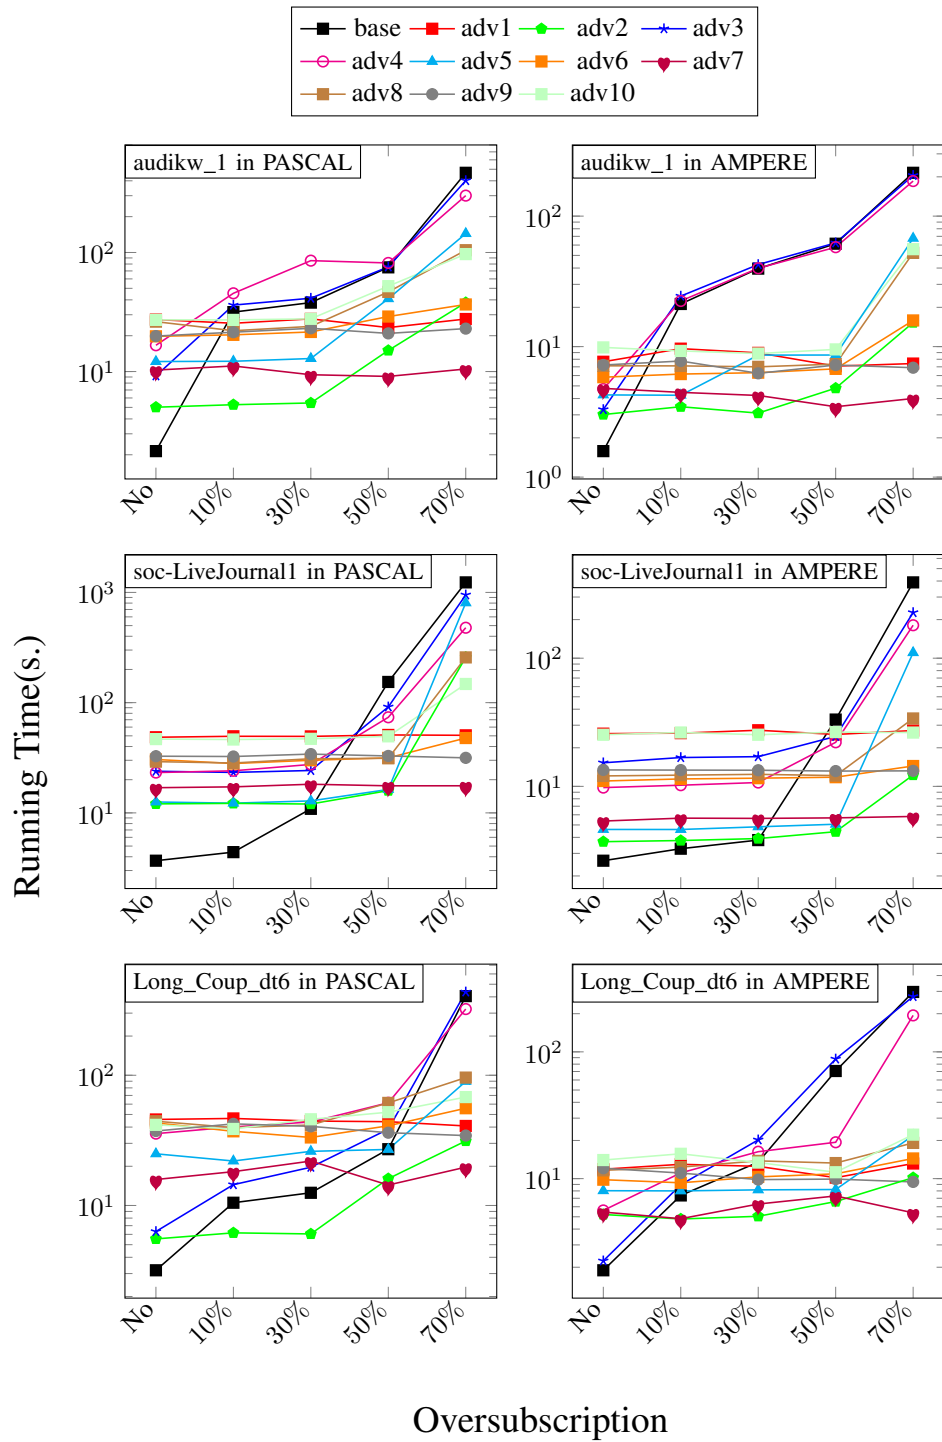 base adv1 adv2 adv3
adv4 adv5 adv6 adv7
adv8 adv9 adv10
audikw_1 in PASCAL
10^2
10^1
No 10% 30% 50% 70%
audikw_1 in AMPERE
10^2
10^1
10^0
No 10% 30% 50% 70%
soc-LiveJournal1 in PASCAL
10^3
10^2
10^1
No 10% 30% 50% 70%
soc-LiveJournal1 in AMPERE
10^2
10^1
No 10% 30% 50% 70%
Long_Coup_dt6 in PASCAL
10^2
10^1
No 10% 30% 50% 70%
Long_Coup_dt6 in AMPERE
10^2
10^1
No 10% 30% 50% 70%
Running Time(s.)
Oversubscription